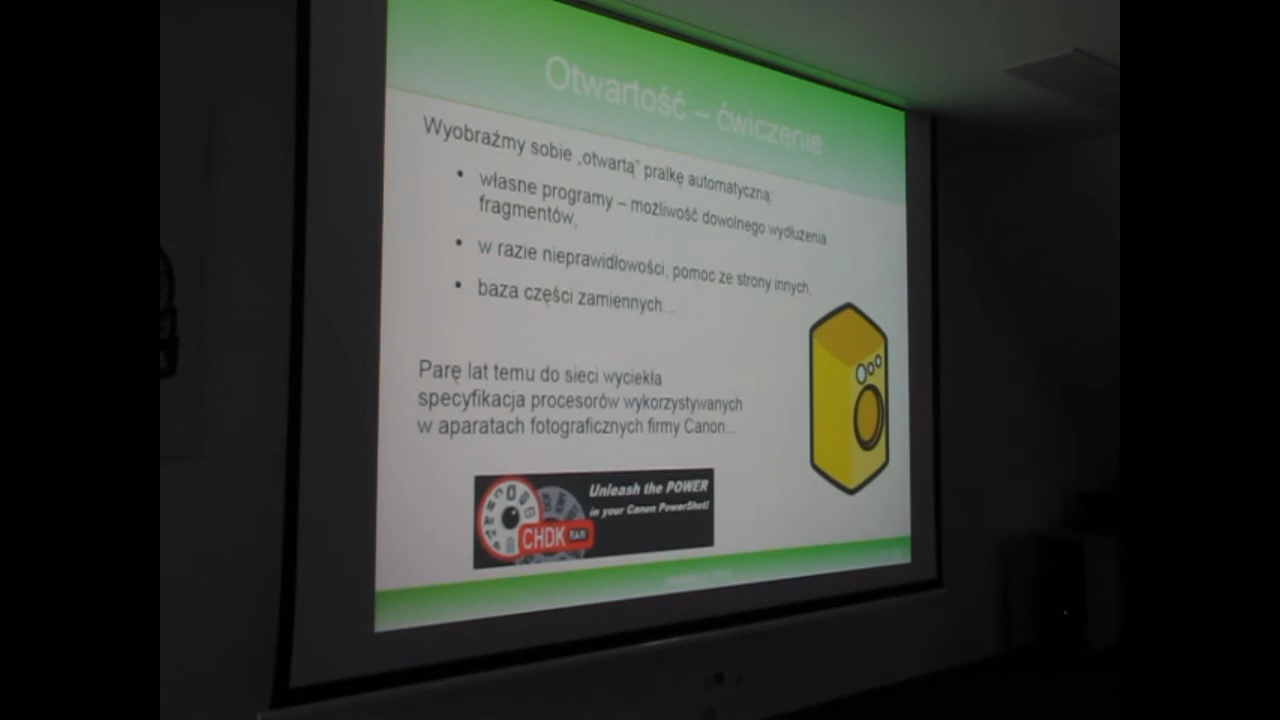 Otwartość – ćwiczenie
Wyobraźmy sobie „otwartą” pralkę automatyczną:
• własne programy – możliwość dowolnego wydłużenia
fragmentów,
• w razie nieprawidłowości, pomoc ze strony innych,
• baza części zamiennych...
Parę lat temu do sieci wyciekła
specyfikacja procesorów wykorzystywanych
w aparatach fotograficznych firmy Canon...
Unleash the POWER
in your Canon PowerShot!
CHDK